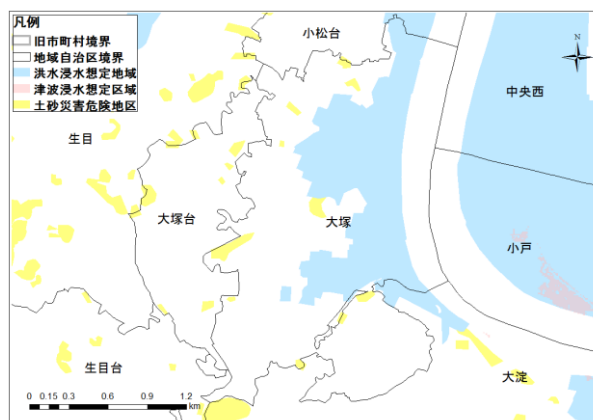 凡例
旧市町村境界
地域自治区境界
洪水浸水想定地域
津波浸水想定区域
土砂災害危険地区
小松台
N
中央西
生目
大塚台
大塚
小戸
生目台
大淀
0 0.15 0.3 0.6 0.9 1.2
km